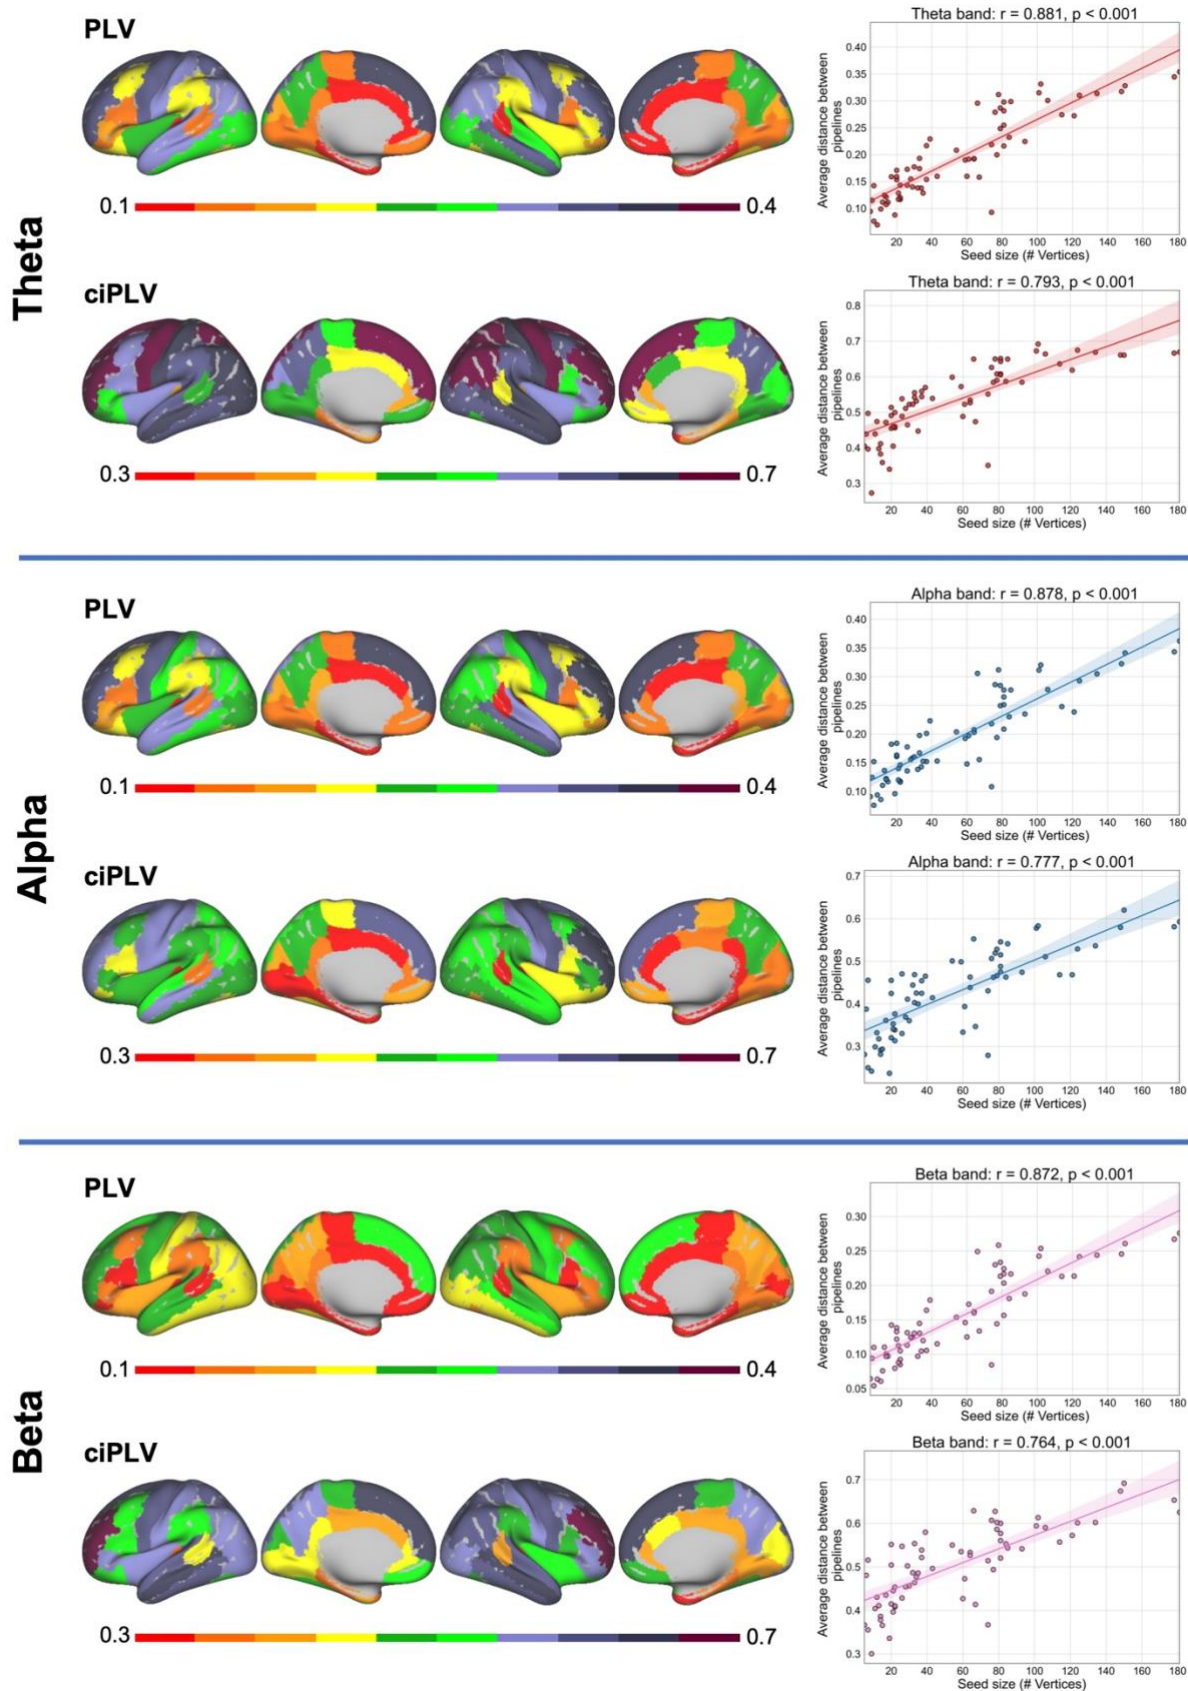 Theta
PLV
0.1 0.4
Theta band: r = 0.881, p < 0.001
Average distance between
pipelines
0.40
0.35
0.30
0.25
0.20
0.15
0.10
20 40 60 80 100 120 140 160 180
Seed size (# Vertices)
ciPLV
0.3 0.7
Theta band: r = 0.793, p < 0.001
Average distance between
pipelines
0.8
0.7
0.6
0.5
0.4
0.3
20 40 60 80 100 120 140 160 180
Seed size (# Vertices)
Alpha
PLV
0.1 0.4
Alpha band: r = 0.878, p < 0.001
Average distance between
pipelines
0.40
0.35
0.30
0.25
0.20
0.15
0.10
20 40 60 80 100 120 140 160 180
Seed size (# Vertices)
ciPLV
0.3 0.7
Alpha band: r = 0.777, p < 0.001
Average distance between
pipelines
0.7
0.6
0.5
0.4
0.3
20 40 60 80 100 120 140 160 180
Seed size (# Vertices)
Beta
PLV
0.1 0.4
Beta band: r = 0.872, p < 0.001
Average distance between
pipelines
0.30
0.25
0.20
0.15
0.10
0.05
20 40 60 80 100 120 140 160 180
Seed size (# Vertices)
ciPLV
0.3 0.7
Beta band: r = 0.764, p < 0.001
Average distance between
pipelines
0.7
0.6
0.5
0.4
0.3
20 40 60 80 100 120 140 160 180
Seed size (# Vertices)